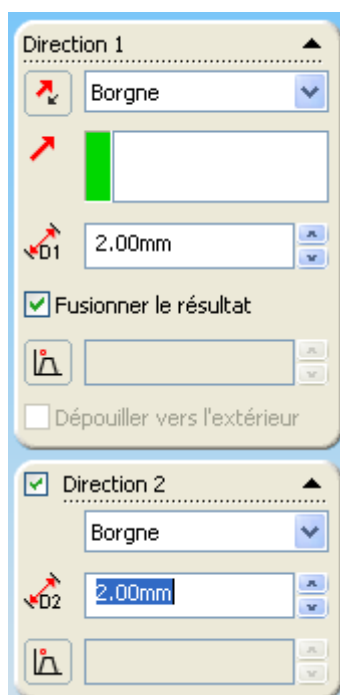 Direction 1
Borgne
D1 2.00mm
Fusionner le résultat
Dépouiller vers l'extérieur
Direction 2
Borgne
D2 2.00mm